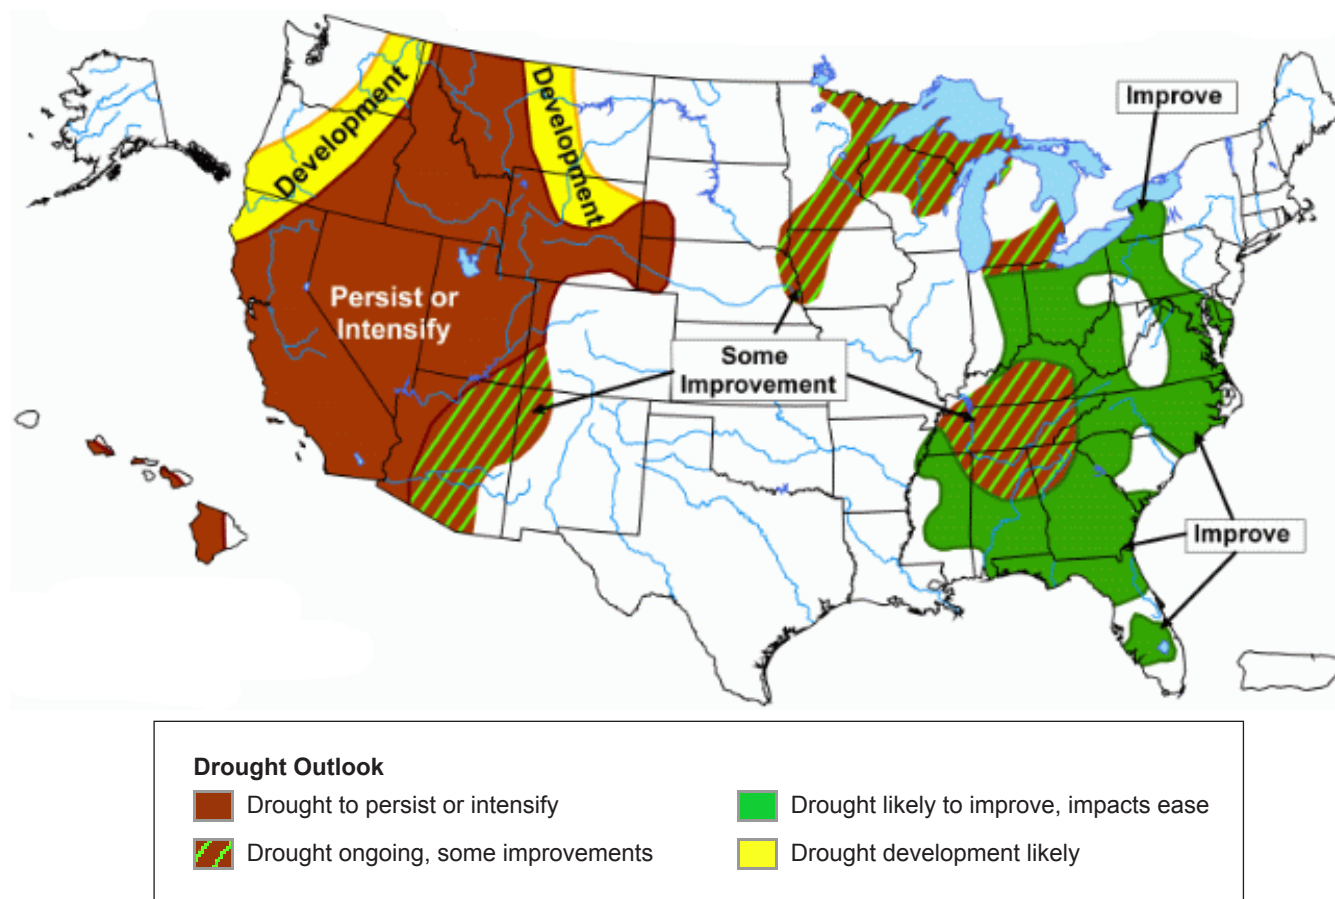 Improve
Development
Development
Persist or
Intensify
Some
Improvement
Improve
Drought Outlook
Drought to persist or intensify
Drought likely to improve, impacts ease
Drought ongoing, some improvements
Drought development likely